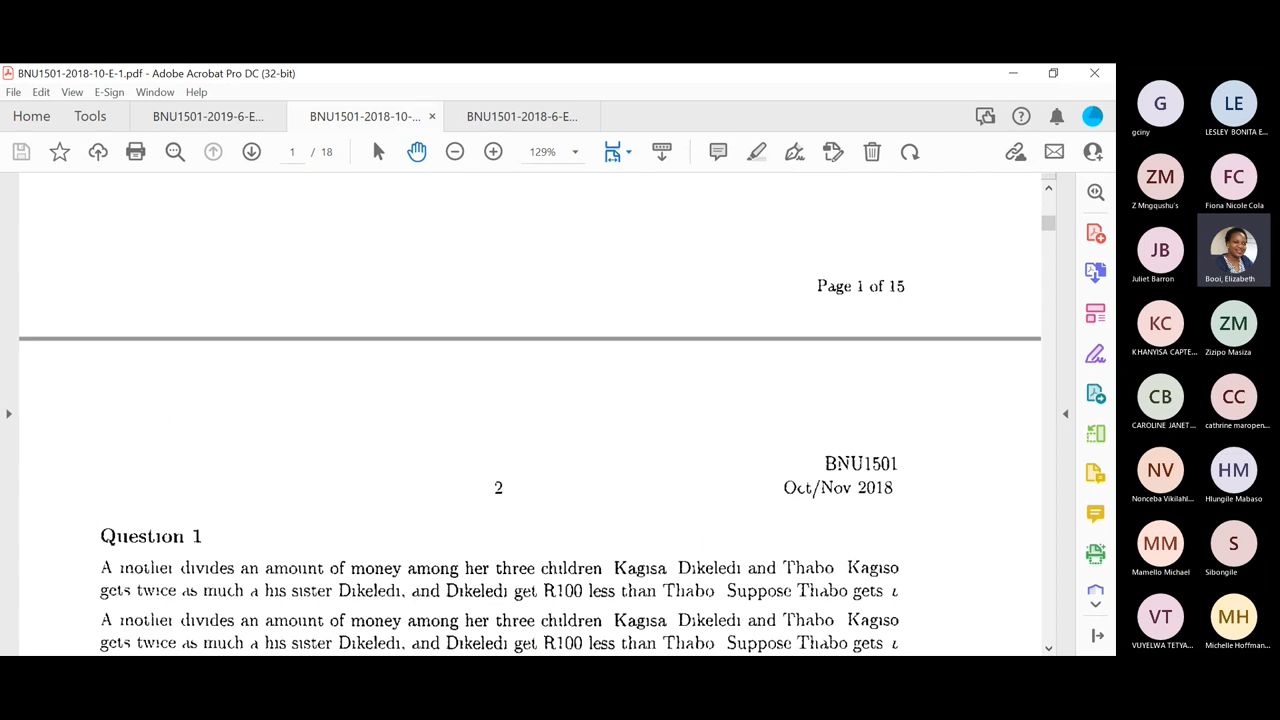 BNU1501-2018-10-E-1.pdf - Adobe Acrobat Pro DC (32-bit)
File Edit View E-Sign Window Help
Home Tools BNU1501-2019-6-E... BNU1501-2018-10-... × BNU1501-2018-6-E...
1 / 18 129%
Page 1 of 15
BNU1501
2 Oct/Nov 2018
Question 1
A mother divides an amount of money among her three children Kagisa Dikeledi and Thabo Kagiso
gets twice as much a his sister Dikeledi, and Dikeledi get R100 less than Thabo Suppose Thabo gets
A mother divides an amount of money among her three children Kagisa Dikeledi and Thabo Kagiso
gets twice as much a his sister Dikeledi, and Dikeledi get R100 less than Thabo Suppose Thabo gets
G LE
gciny LESLEY BONITA E...
ZM FC
Z Mngqushu's Fiona Nicole Cola
JB
Juliet Barron Booi, Elizabeth
KC ZM
KHANYISA CAPTE... Zizipo Masiza
CB CC
CAROLINE JANET... cathrine maropen...
NV HM
Nonceba Vikilahl... Hlungile Mabaso
MM S
Mamello Michael Sibongile
VT MH
VUYELWA TETYA... Michelle Hoffman...